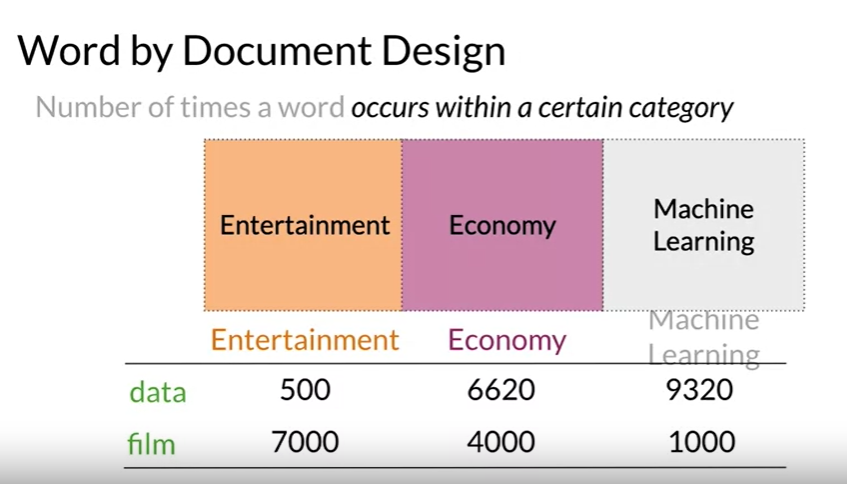 Word by Document Design
Number of times a word occurs within a certain category
Entertainment Economy Machine
Learning
Entertainment Economy Machine
Learning
data 500 6620 9320
film 7000 4000 1000